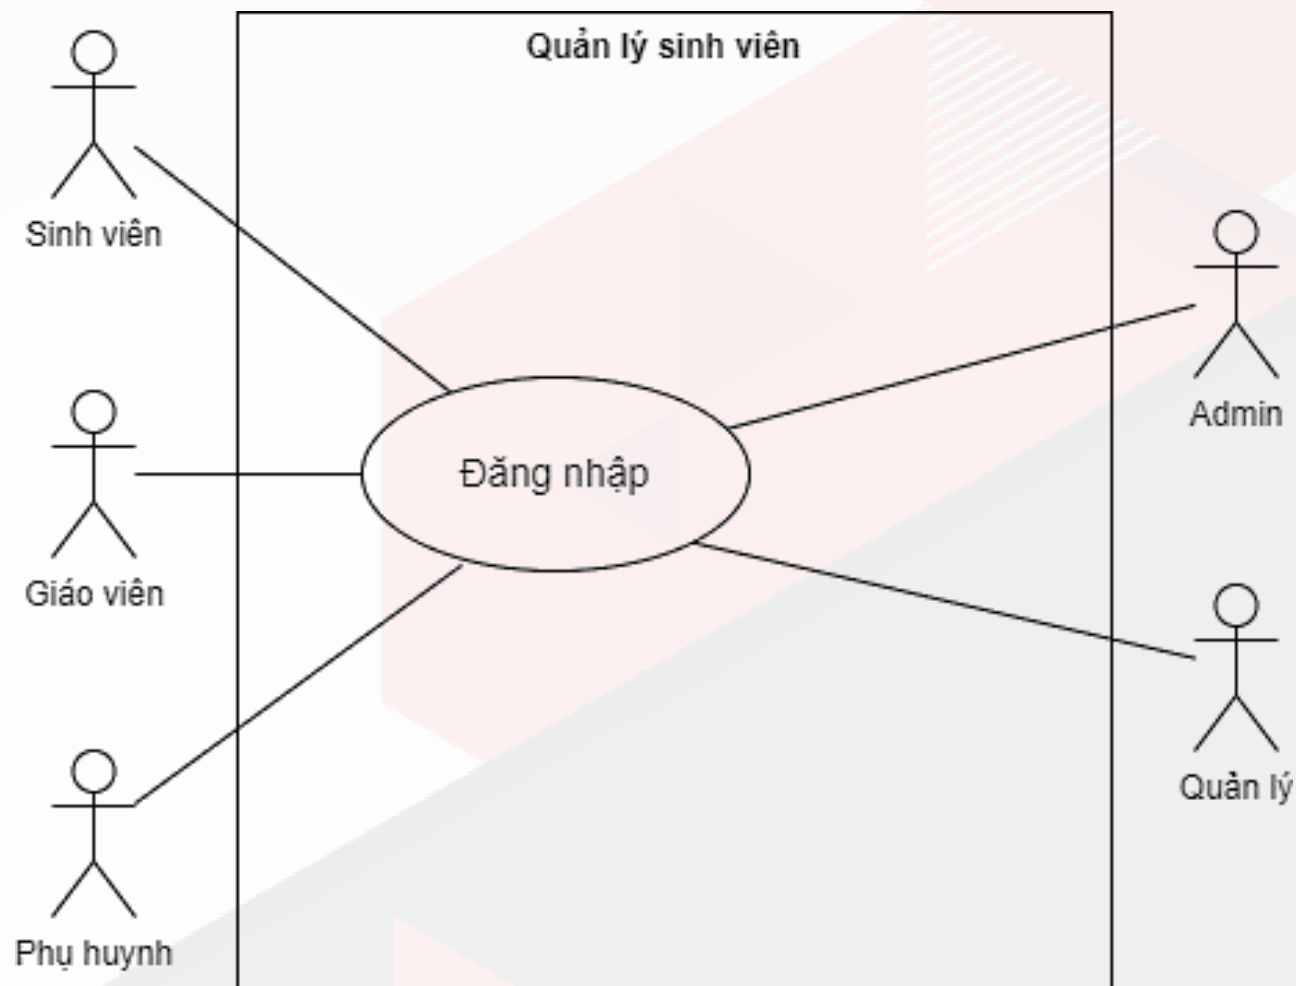 Quản lý sinh viên
Sinh viên
Admin
Đăng nhập
Giáo viên
Quản lý
Phụ huynh